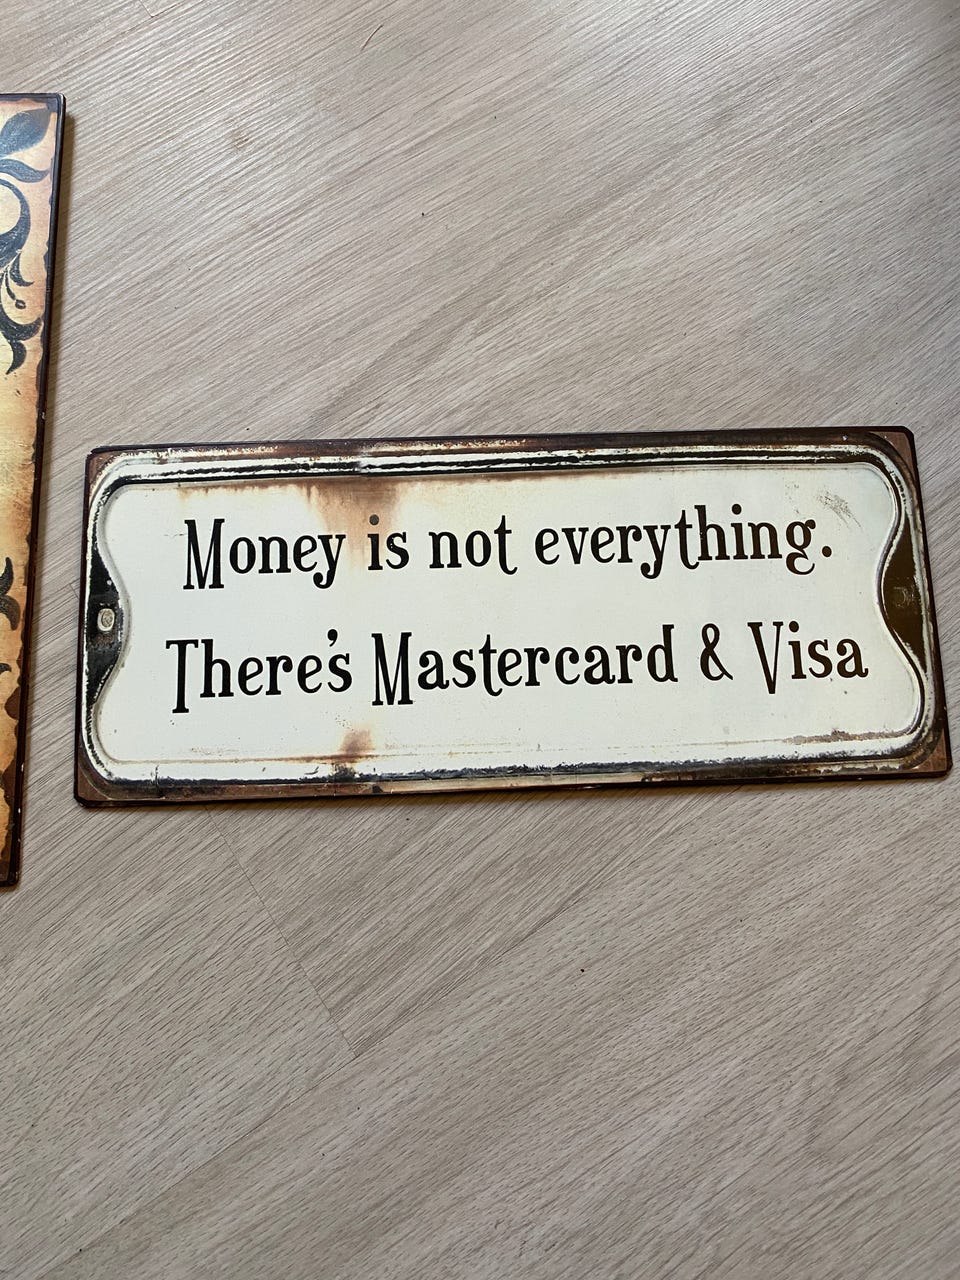 Money is not everything.
There's Mastercard & Visa